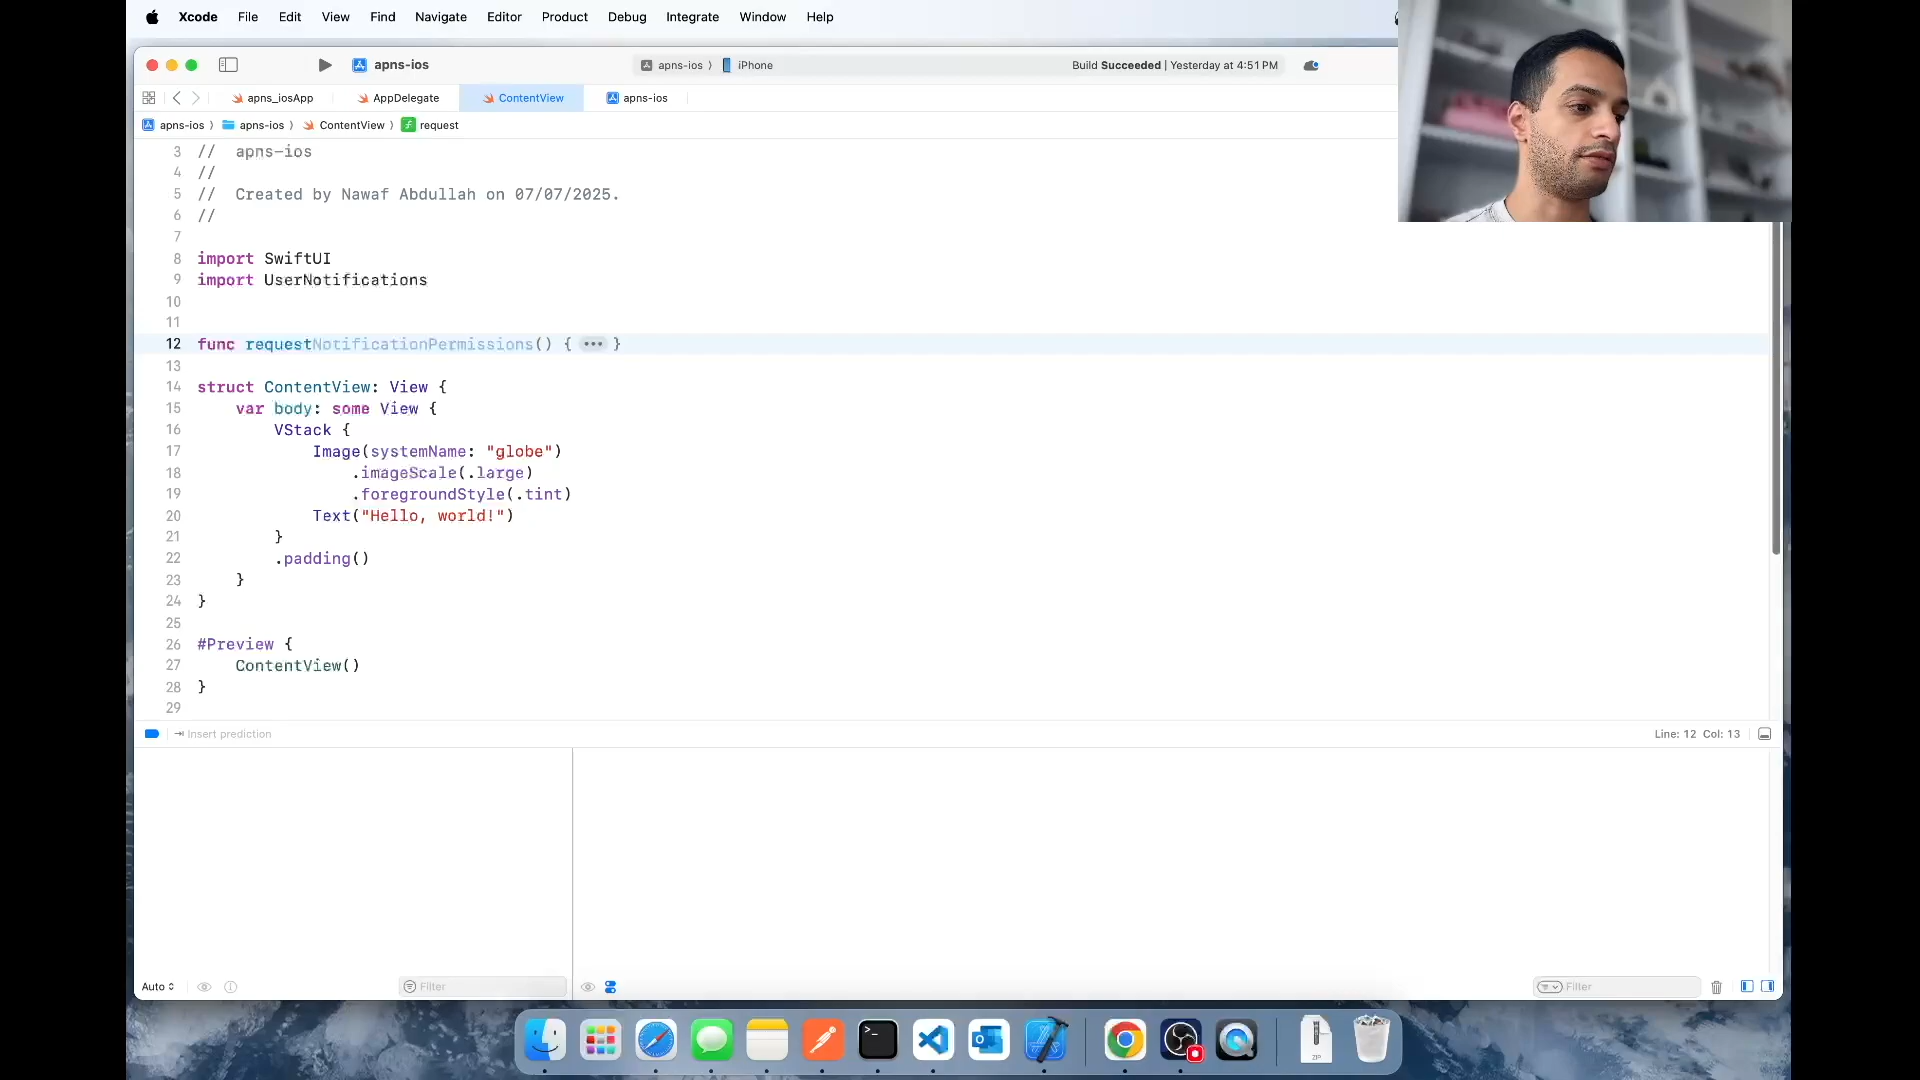 Xcode File Edit View Find Navigate Editor Product Debug Integrate Window Help
apns-ios
apns-ios 〉 iPhone
Build Succeeded | Yesterday at 4:51 PM
apns_iosApp AppDelegate ContentView apns-ios
apns-ios 〉 apns-ios 〉 ContentView 〉 request
3 // apns-ios
4 //
5 // Created by Nawaf Abdullah on 07/07/2025.
6 //
7
8 import SwiftUI
9 import UserNotifications
10
11
12 func requestNotificationPermissions() { ••• }
13
14 struct ContentView: View {
15 var body: some View {
16 VStack {
17 Image(systemName: "globe")
18 .imageScale(.large)
19 .foregroundStyle(.tint)
20 Text("Hello, world!")
21 }
22 .padding()
23 }
24 }
25
26 #Preview {
27 ContentView()
28 }
29
Insert prediction
Line: 12 Col: 13
Auto
Filter
Filter
ZIP